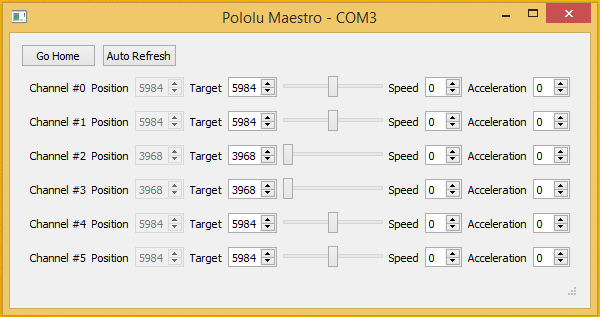 Pololu Maestro - COM3
Go Home Auto Refresh
Channel #0 Position 5984 Target 5984 Speed 0 Acceleration 0
Channel #1 Position 5984 Target 5984 Speed 0 Acceleration 0
Channel #2 Position 3968 Target 3968 Speed 0 Acceleration 0
Channel #3 Position 3968 Target 3968 Speed 0 Acceleration 0
Channel #4 Position 5984 Target 5984 Speed 0 Acceleration 0
Channel #5 Position 5984 Target 5984 Speed 0 Acceleration 0